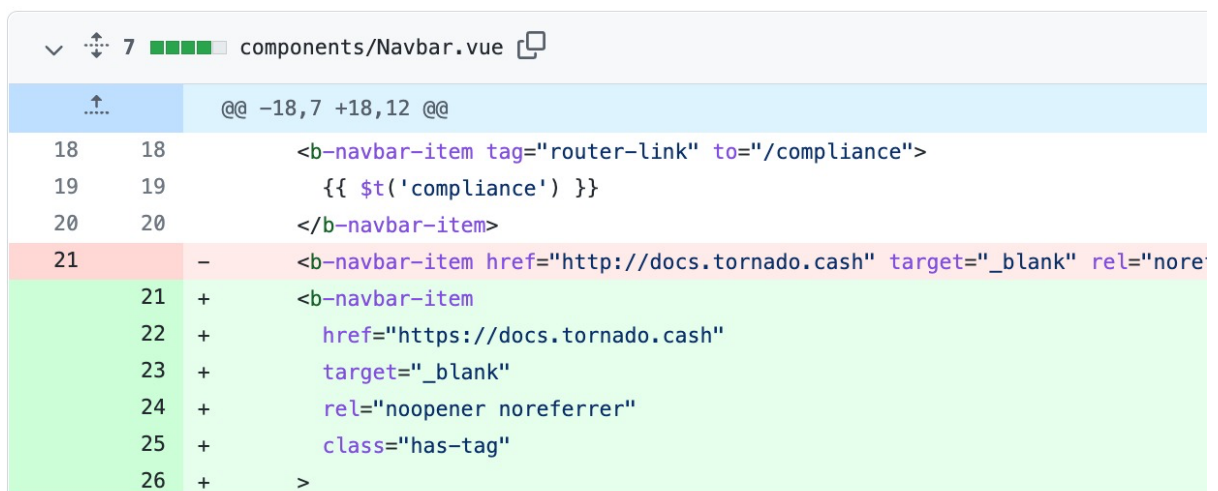 7 components/Navbar.vue
@@ -18,7 +18,12 @@
18 18 <b-navbar-item tag="router-link" to="/compliance">
19 19 {{ $t('compliance') }}
20 20 </b-navbar-item>
21 - <b-navbar-item href="http://docs.tornado.cash" target="_blank" rel="noref
21 + <b-navbar-item
22 + href="https://docs.tornado.cash"
23 + target="_blank"
24 + rel="noopener noreferrer"
25 + class="has-tag"
26 + >